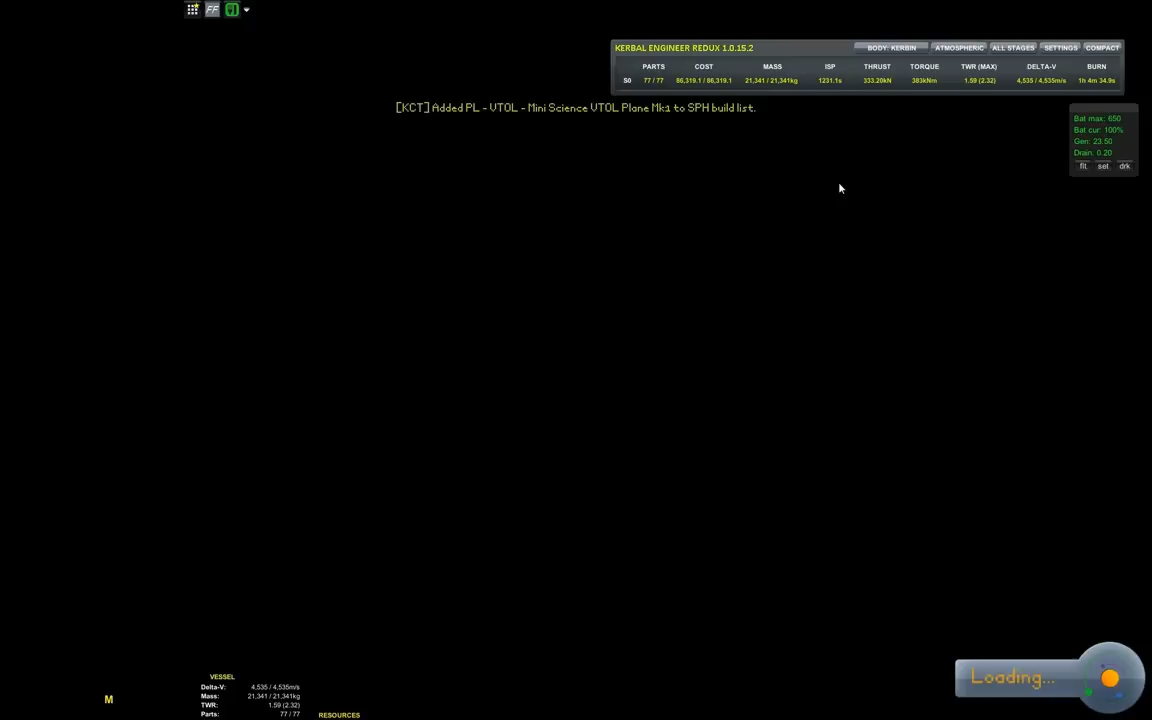 FF
KERBAL ENGINEER REDUX 1.0.15.2 BODY: KERBIN ATMOSPHERIC ALL STAGES SETTINGS COMPACT
PARTS COST MASS ISP THRUST TORQUE TWR (MAX) DELTA-V BURN
S0 77 / 77 86,319.1 / 86,319.1 21,341 / 21,341kg 1231.1s 333.20kN 383kNm 1.59 (2.32) 4,535 / 4,535m/s 1h 4m 34.9s
[KCT] Added PL - VTOL - Mini Science VTOL Plane Mk1 to SPH build list.
Bat max: 650
Bat cur: 100%
Gen: 23.50
Drain: 0.20
flt set drk
Loading...
VESSEL
Delta-V: 4,535 / 4,535m/s
Mass: 21,341 / 21,341kg
TWR: 1.59 (2.32)
Parts: 77 / 77
M
RESOURCES